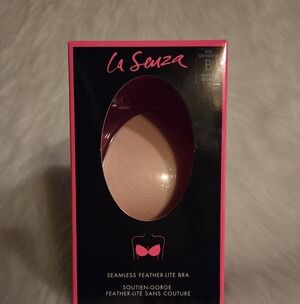 La Senza
B
SEAMLESS FEATHER-LITE BRA
SOUTIEN-GORGE
FEATHER-LITE SANS COUTURE